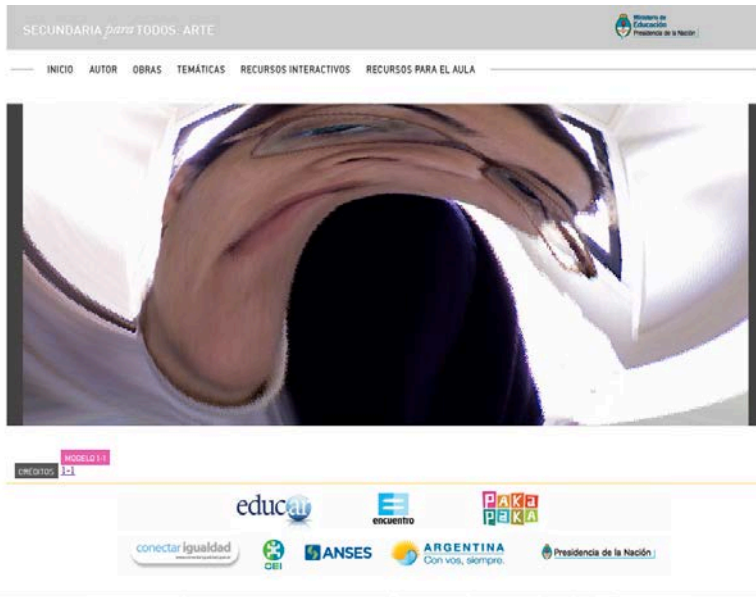 SECUNDARIA para TODOS: ARTE
Ministerio de
Educación
Presidencia de la Nación
INICIO AUTOR OBRAS TEMÁTICAS RECURSOS INTERACTIVOS RECURSOS PARA EL AULA
MODELO 1-1
CRÉDITOS 1-1
educar
encuentro
PAKA
PAKA
conectar igualdad
OEI
ANSES
ARGENTINA
Con vos, siempre.
Presidencia de la Nación